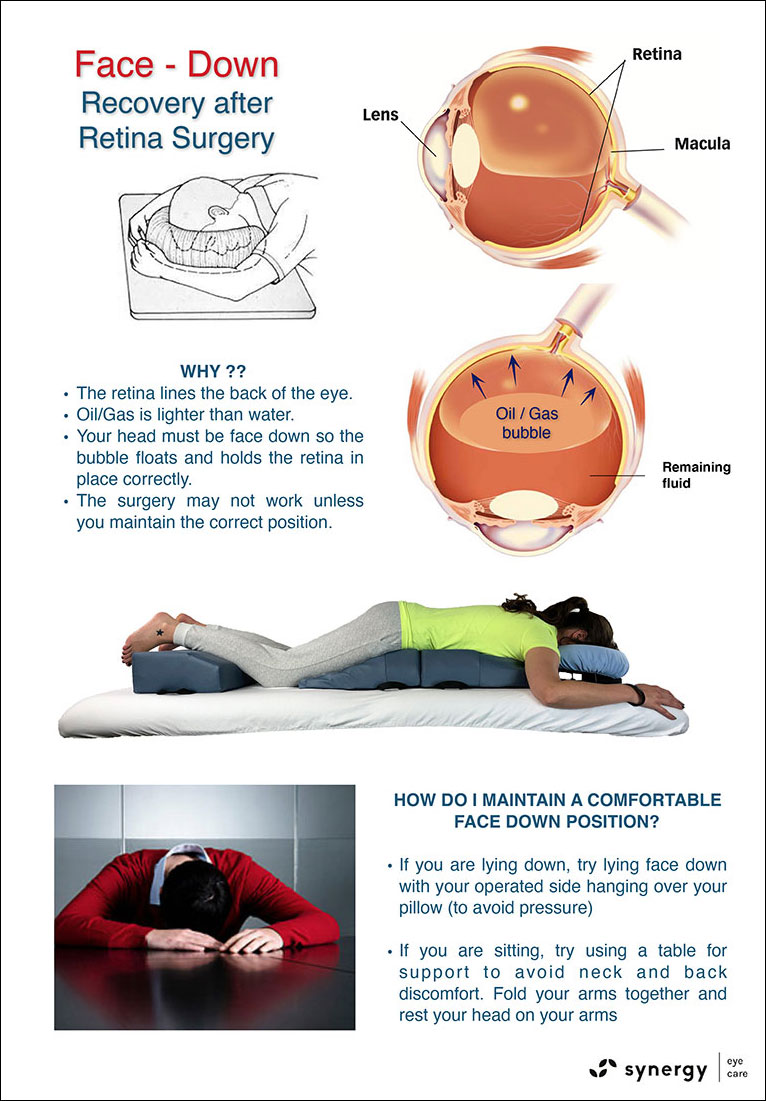 Face - Down
Recovery after
Retina Surgery
Retina
Lens
Macula
WHY ??
• The retina lines the back of the eye.
• Oil/Gas is lighter than water.
• Your head must be face down so the
bubble floats and holds the retina in
place correctly.
• The surgery may not work unless
you maintain the correct position.
Oil / Gas
bubble
Remaining
fluid
HOW DO I MAINTAIN A COMFORTABLE
FACE DOWN POSITION?
• If you are lying down, try lying face down
with your operated side hanging over your
pillow (to avoid pressure)
• If you are sitting, try using a table for
support to avoid neck and back
discomfort. Fold your arms together and
rest your head on your arms
synergy
eye
care